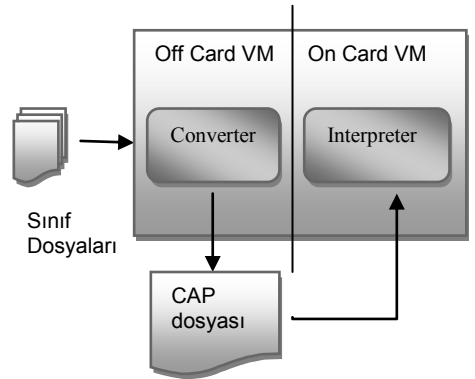 Off Card VM
On Card VM
Converter
Interpreter
Sınıf
Dosyaları
CAP
dosyası